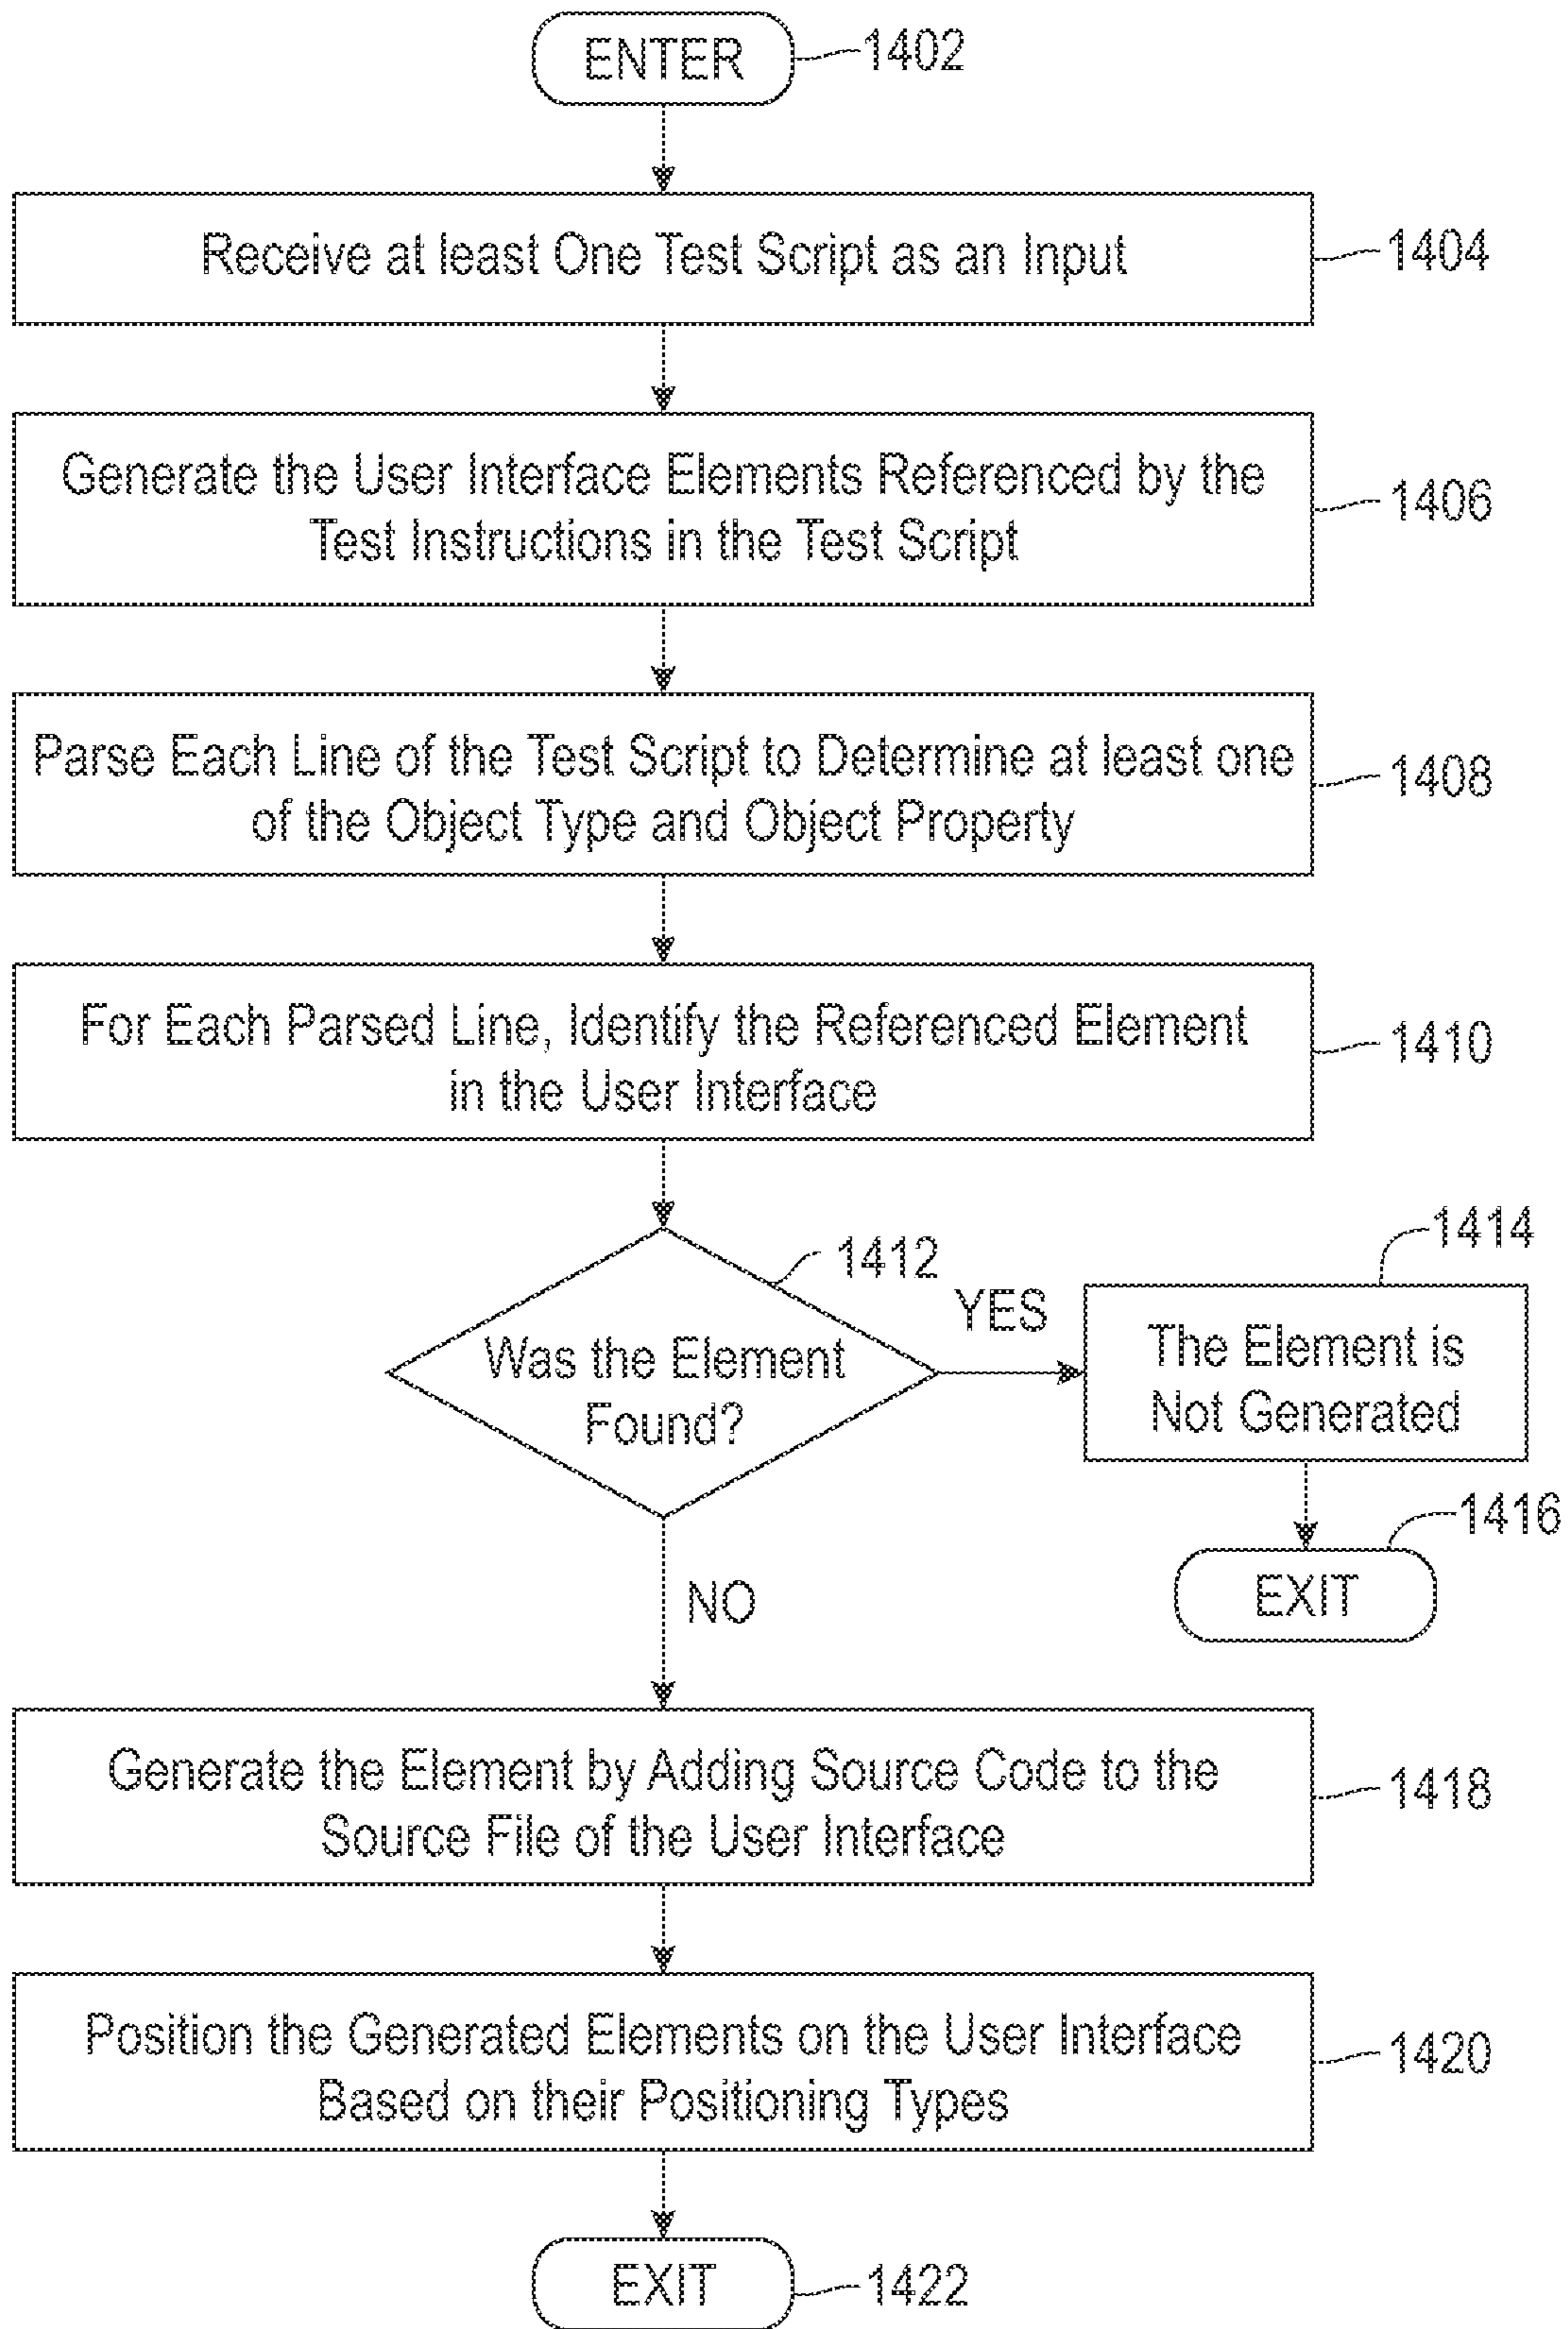 ENTER
1402
Receive at least One Test Script as an Input
1404
Generate the User Interface Elements Referenced by the
Test Instructions in the Test Script
1406
Parse Each Line of the Test Script to Determine at least one
of the Object Type and Object Property
1408
For Each Parsed Line, Identify the Referenced Element
in the User Interface
1410
1412
Was the Element
Found?
YES
1414
The Element is
Not Generated
1416
EXIT
NO
Generate the Element by Adding Source Code to the
Source File of the User Interface
1418
Position the Generated Elements on the User Interface
Based on their Positioning Types
1420
EXIT
1422